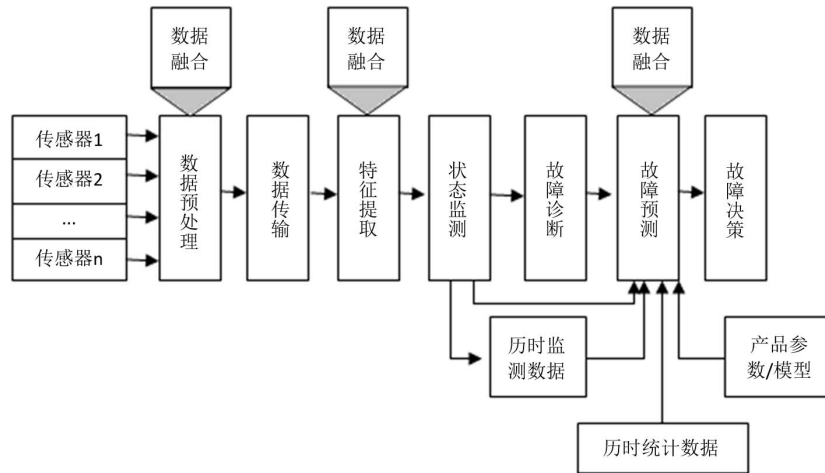 数据
融合
数据
融合
数据
融合
传感器1
传感器2
...
传感器n
数据预处理
数据传输
特征提取
状态监测
故障诊断
故障预测
故障决策
历时监
测数据
产品参
数/模型
历时统计数据